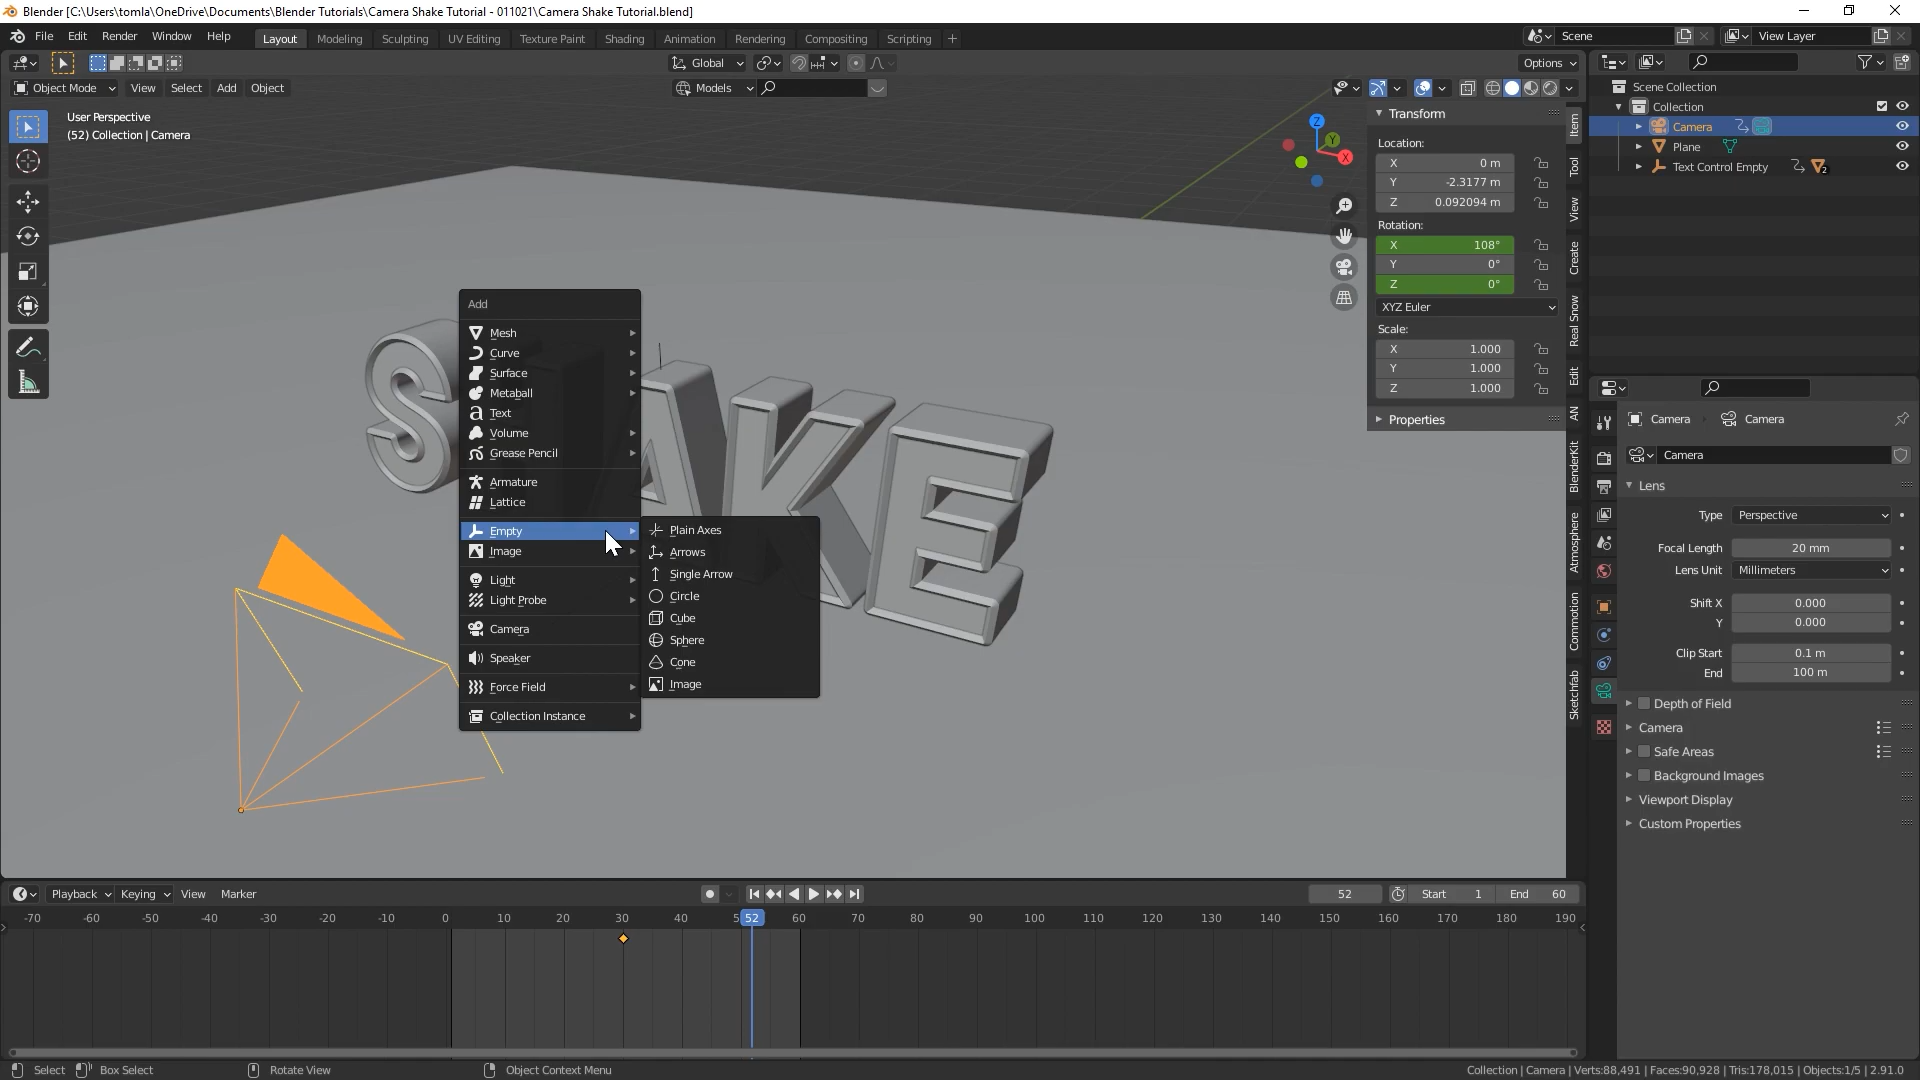 Blender [C:\Users\tomla\OneDrive\Documents\Blender Tutorials\Camera Shake Tutorial - 011021\Camera Shake Tutorial.blend]
File Edit Render Window Help Layout Modeling Sculpting UV Editing Texture Paint Shading Animation Rendering Compositing Scripting + Scene View Layer
Global Options
Object Mode View Select Add Object Models
User Perspective
(52) Collection | Camera
Z
Y
X
Transform
Location:
X 0 m
Y -2.3177 m
Z 0.092094 m
Rotation:
X 108°
Y 0°
Z 0°
XYZ Euler
Scale:
X 1.000
Y 1.000
Z 1.000
Properties
Item
Tool
View
Create
Real Snow
Edit
AN
BlenderKit
Atmosphere
Commotion
Sketchfab
Scene Collection
Collection
Camera
Plane
Text Control Empty 2
Camera Camera
Camera
Lens
Type Perspective
Focal Length 20 mm
Lens Unit Millimeters
Shift X 0.000
Y 0.000
Clip Start 0.1 m
End 100 m
Depth of Field
Camera
Safe Areas
Background Images
Viewport Display
Custom Properties
SHAKE
Add
Mesh
Curve
Surface
Metaball
Text
Volume
Grease Pencil
Armature
Lattice
Empty
Image
Light
Light Probe
Camera
Speaker
Force Field
Collection Instance
Plain Axes
Arrows
Single Arrow
Circle
Cube
Sphere
Cone
Image
Playback Keying View Marker 52 Start 1 End 60
-70 -60 -50 -40 -30 -20 -10 0 10 20 30 40 5 52 60 70 80 90 100 110 120 130 140 150 160 170 180 190
Select Box Select Rotate View Object Context Menu Collection | Camera | Verts:88,491 | Faces:90,928 | Tris:178,015 | Objects:1/5 | 2.91.0